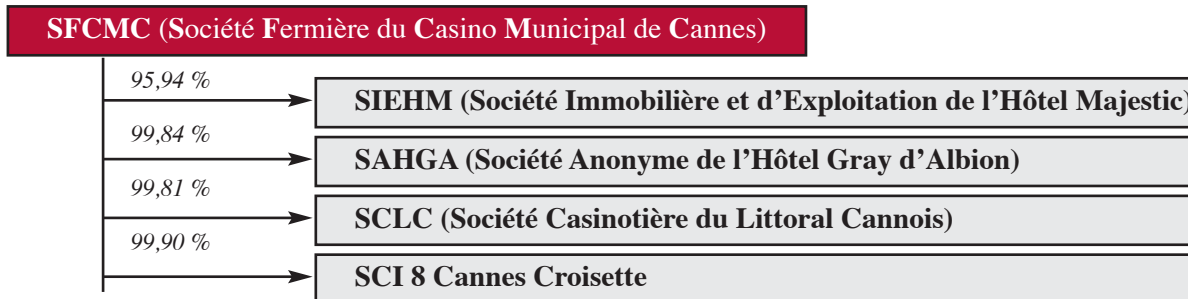 SFCMC (Société Fermière du Casino Municipal de Cannes)
95,94 %
SIEHM (Société Immobilière et d’Exploitation de l’Hôtel Majestic)
99,84 %
SAHGA (Société Anonyme de l’Hôtel Gray d’Albion)
99,81 %
SCLC (Société Casinotière du Littoral Cannois)
99,90 %
SCI 8 Cannes Croisette